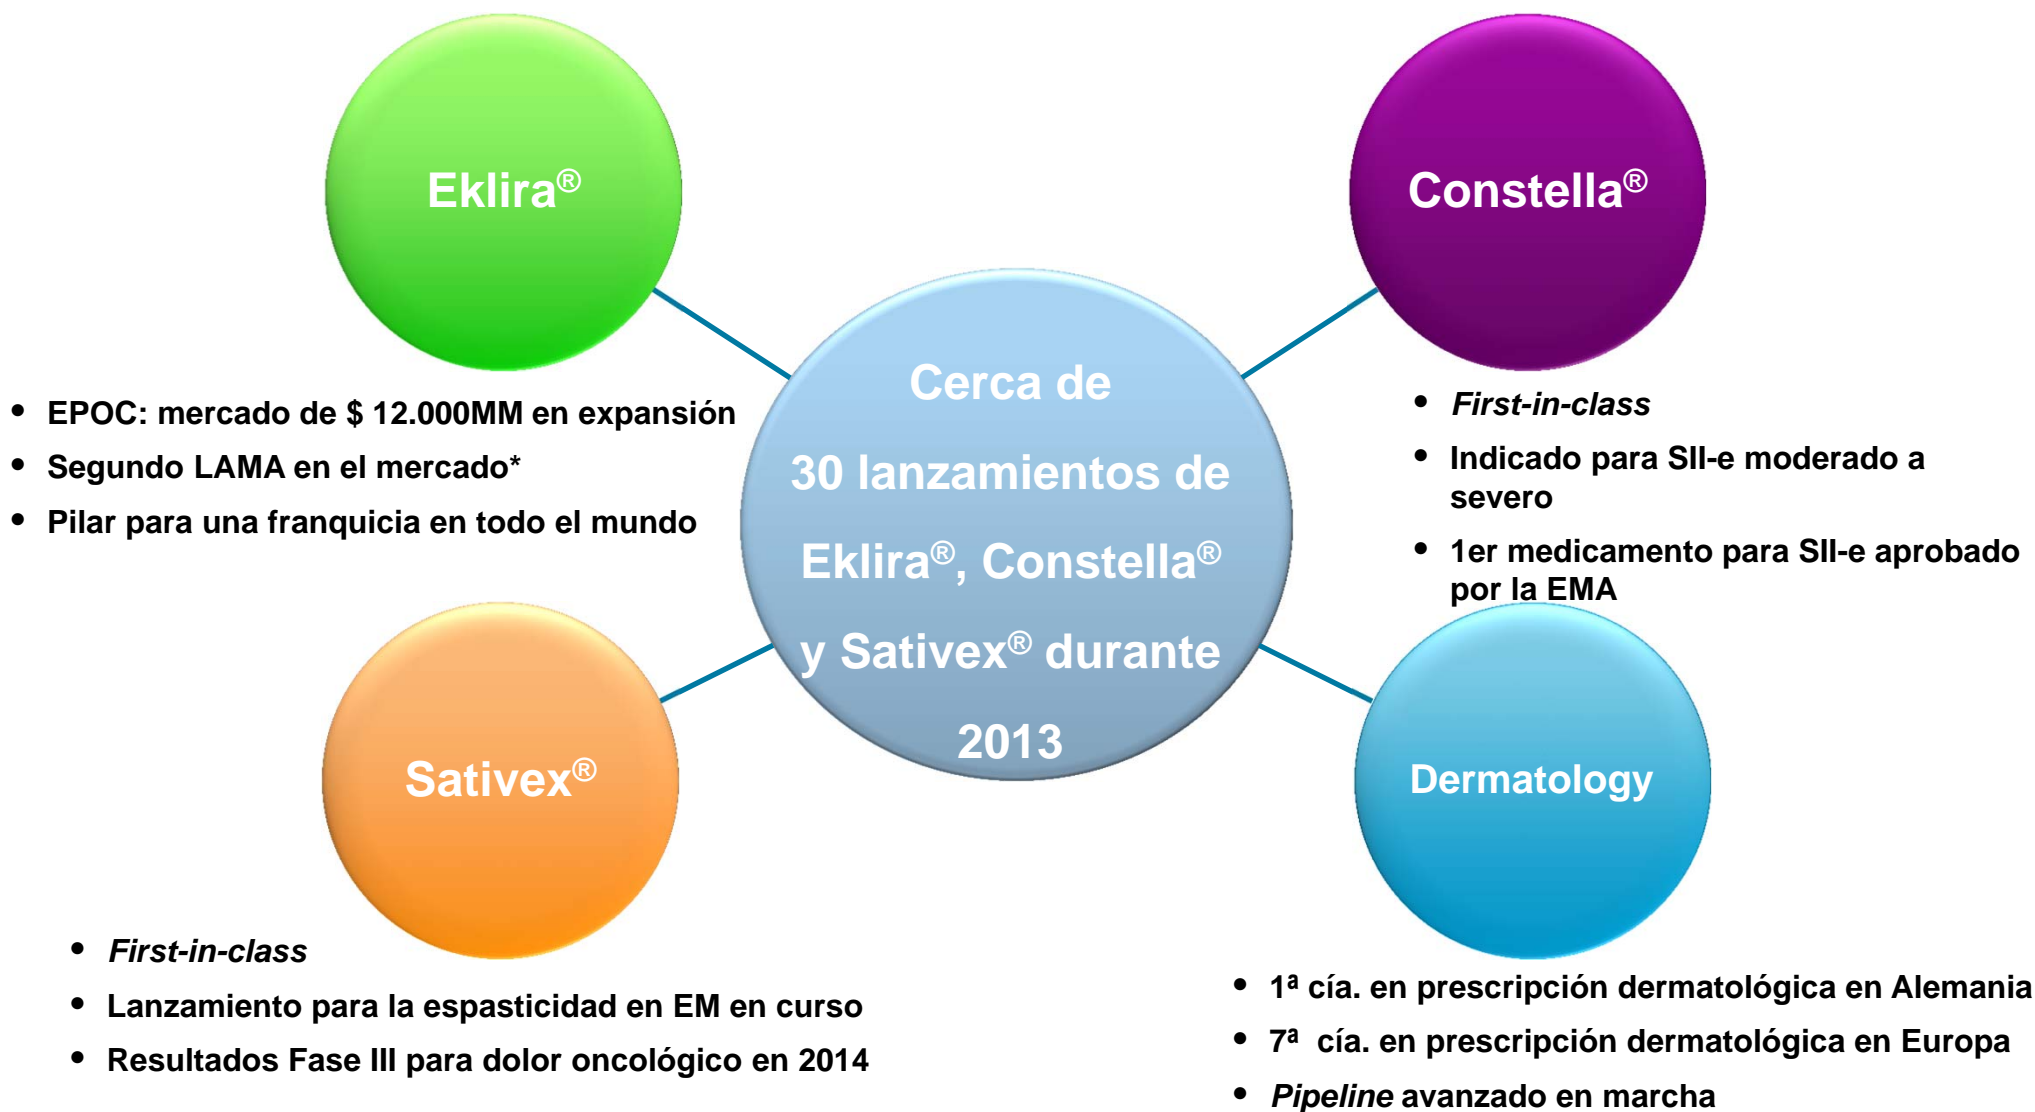 Eklira®
• EPOC: mercado de $ 12.000MM en expansión
• Segundo LAMA en el mercado*
• Pilar para una franquicia en todo el mundo
Constella®
• First-in-class
• Indicado para SII-e moderado a
severo
• 1er medicamento para SII-e aprobado
por la EMA
Cerca de
30 lanzamientos de
Eklira®, Constella®
y Sativex® durante
2013
Sativex®
• First-in-class
• Lanzamiento para la espasticidad en EM en curso
• Resultados Fase III para dolor oncológico en 2014
Dermatology
• 1ª cía. en prescripción dermatológica en Alemania
• 7ª cía. en prescripción dermatológica en Europa
• Pipeline avanzado en marcha